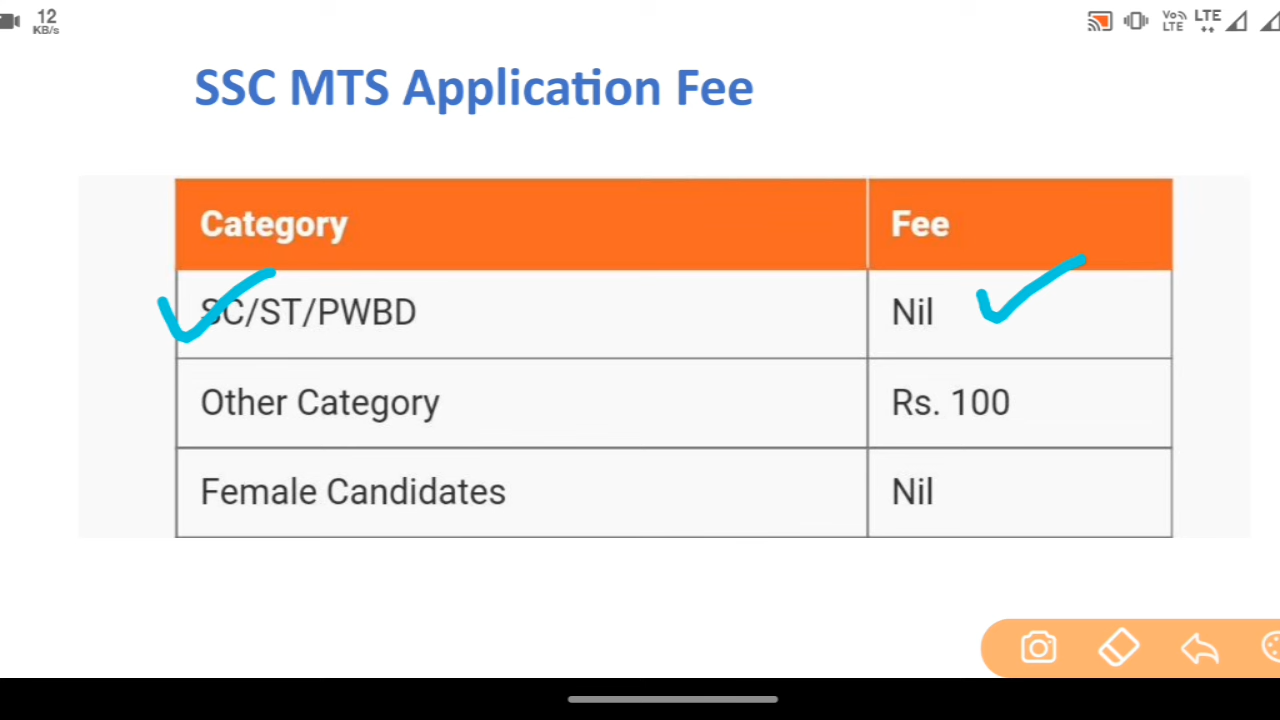 12
KB/s
Vo
LTE
LTE
SSC MTS Application Fee
Category Fee
SC/ST/PWBD Nil
Other Category Rs. 100
Female Candidates Nil